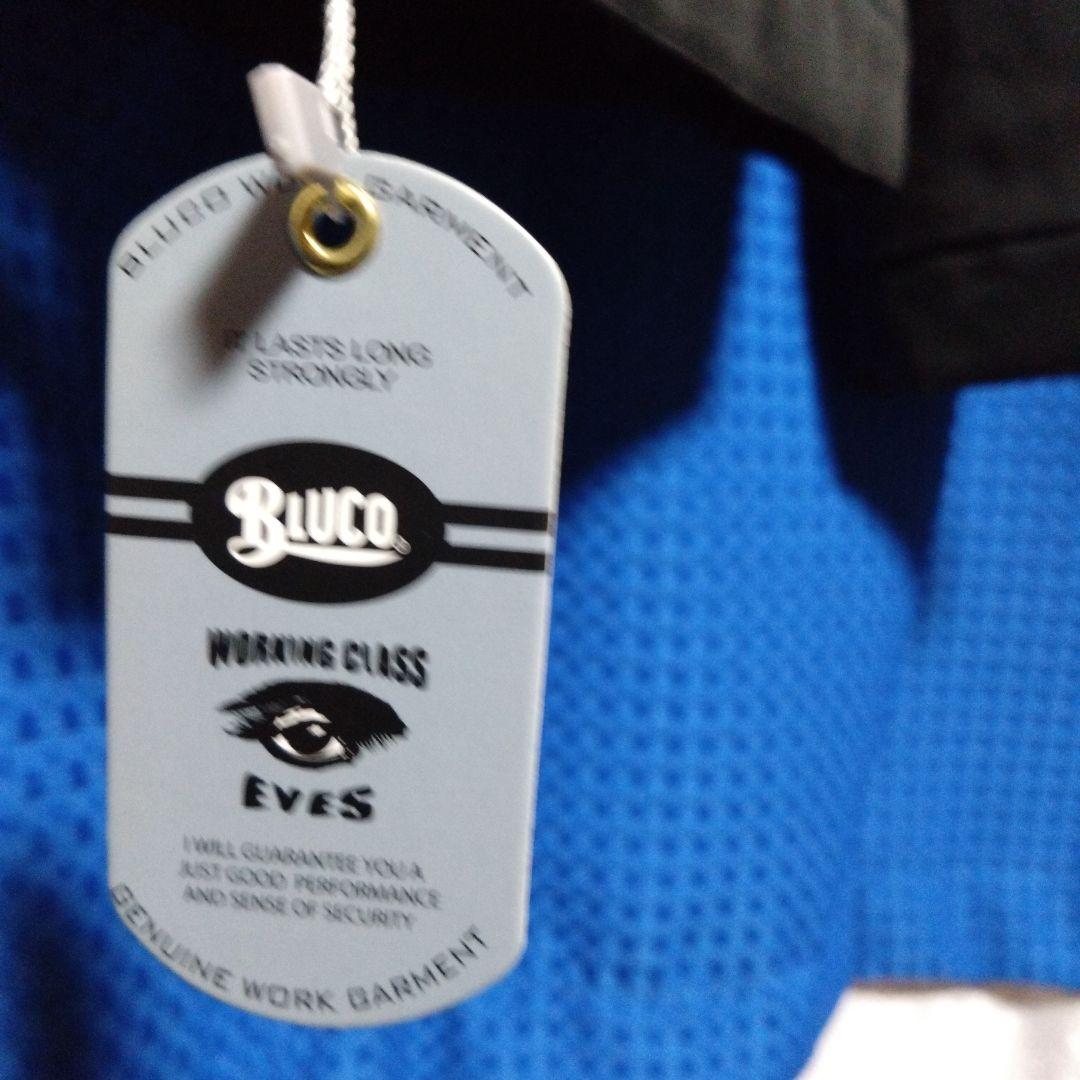 BLUCO WORK GARMENT
IT LASTS LONG
STRONGLY
BLUCO
WORKING CLASS
EYES
I WILL GUARANTEE YOU A
JUST GOOD PERFORMANCE
AND SENSE OF SECURITY
GENUINE WORK GARMENT